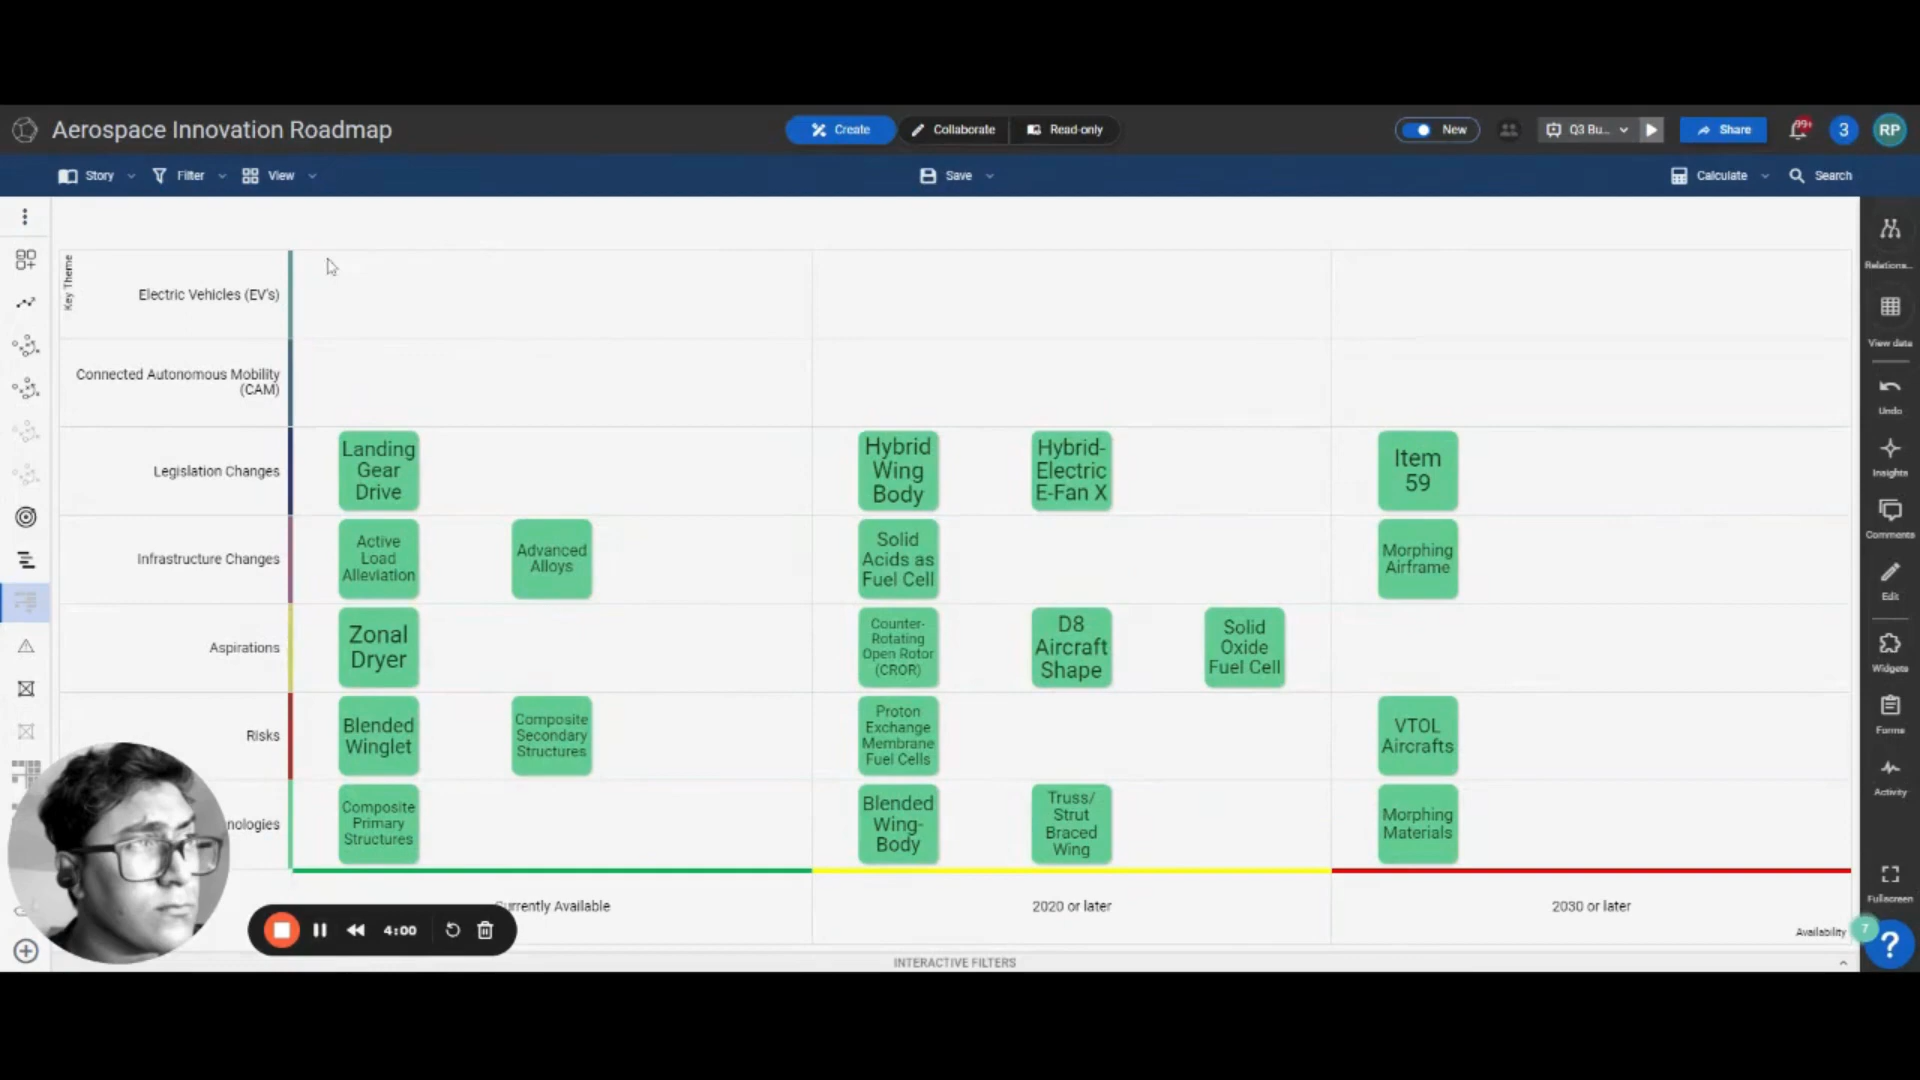 Aerospace Innovation Roadmap
Create
Collaborate
Read-only
New
Q3 Bu...
Share
99+
3
RP
Story
Filter
View
Save
Calculate
Search
Key Theme
Electric Vehicles (EV's)
Connected Autonomous Mobility
(CAM)
Legislation Changes
Landing
Gear
Drive
Hybrid
Wing
Body
Hybrid-
Electric
E-Fan X
Item
59
Infrastructure Changes
Active
Load
Alleviation
Advanced
Alloys
Solid
Acids as
Fuel Cell
Morphing
Airframe
Aspirations
Zonal
Dryer
Counter-
Rotating
Open Rotor
(CROR)
D8
Aircraft
Shape
Solid
Oxide
Fuel Cell
Risks
Blended
Winglet
Composite
Secondary
Structures
Proton
Exchange
Membrane
Fuel Cells
VTOL
Aircrafts
nologies
Composite
Primary
Structures
Blended
Wing-
Body
Truss/
Strut
Braced
Wing
Morphing
Materials
urrently Available
2020 or later
2030 or later
Availability
4:00
INTERACTIVE FILTERS
Relations...
View data
Undo
Insights
Comments
Edit
Widgets
Forms
Activity
Fullscreen
7
?